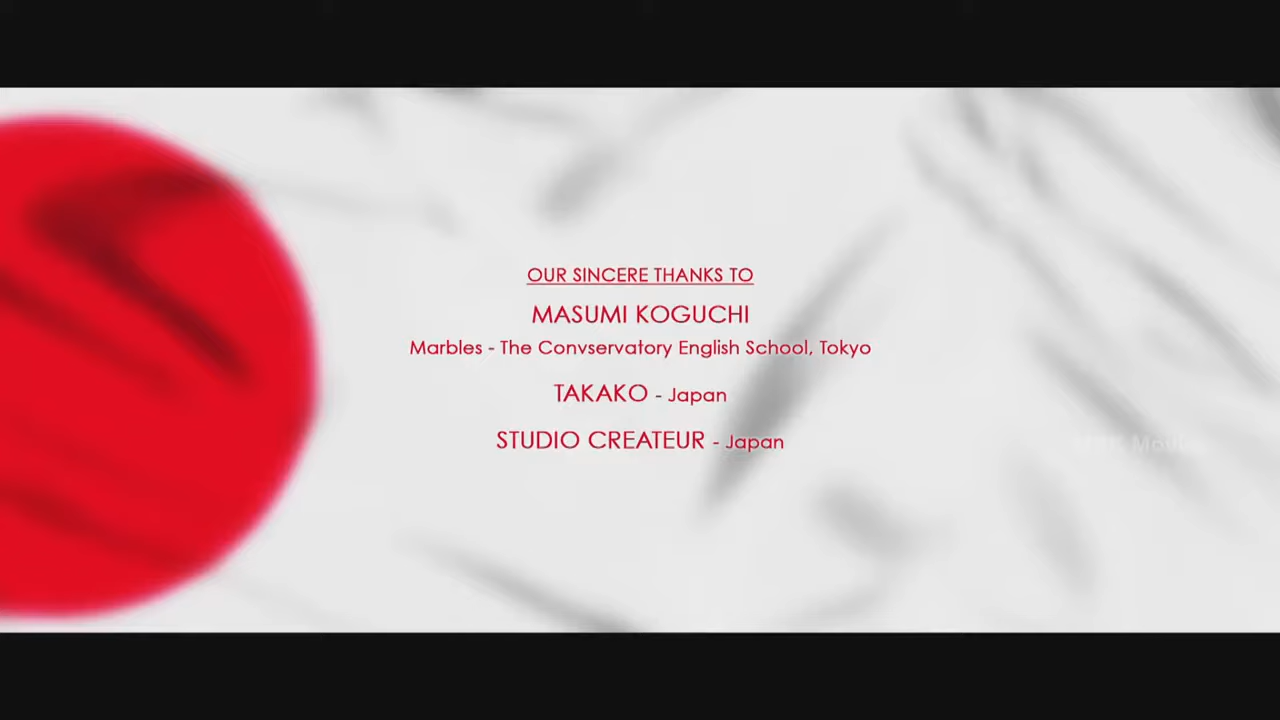 OUR SINCERE THANKS TO
MASUMI KOGUCHI
Marbles - The Convservatory English School, Tokyo
TAKAKO - Japan
STUDIO CREATEUR - Japan